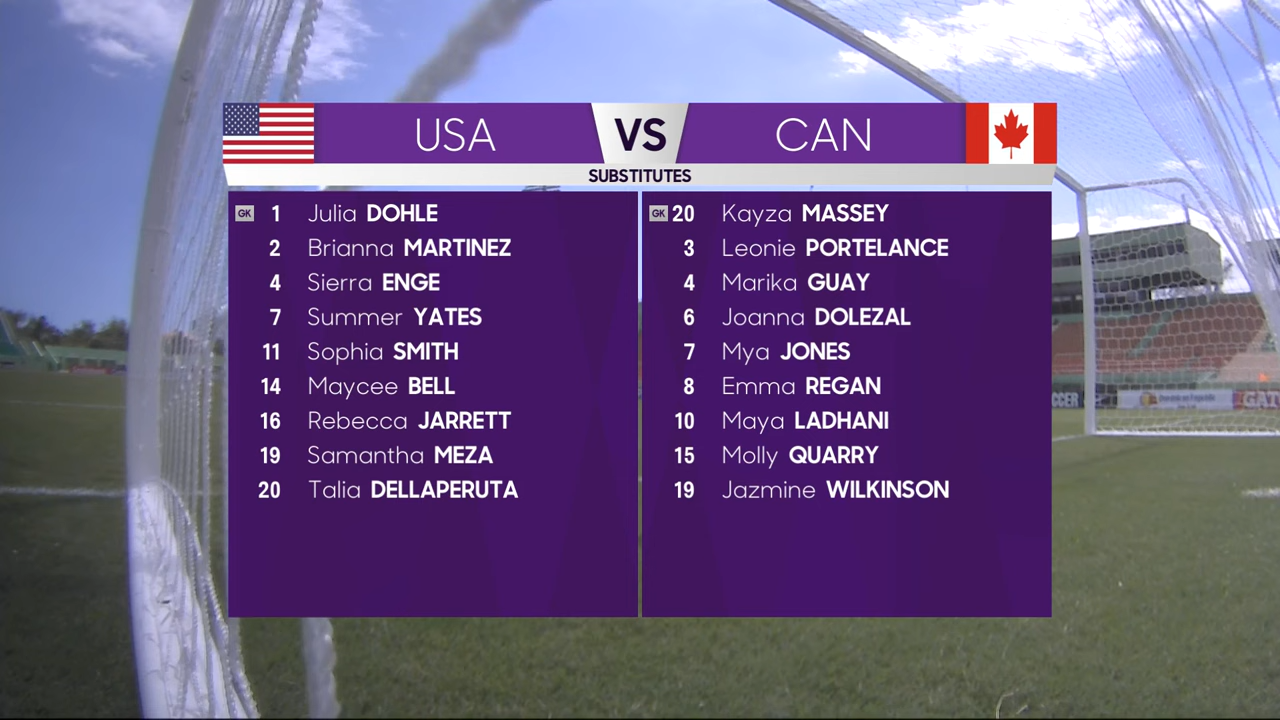 USA VS CAN
SUBSTITUTES
GK 1 Julia DOHLE
2 Brianna MARTINEZ
4 Sierra ENGE
7 Summer YATES
11 Sophia SMITH
14 Maycee BELL
16 Rebecca JARRETT
19 Samantha MEZA
20 Talia DELLAPERUTA
GK 20 Kayza MASSEY
3 Leonie PORTELANCE
4 Marika GUAY
6 Joanna DOLEZAL
7 Mya JONES
8 Emma REGAN
10 Maya LADHANI
15 Molly QUARRY
19 Jazmine WILKINSON